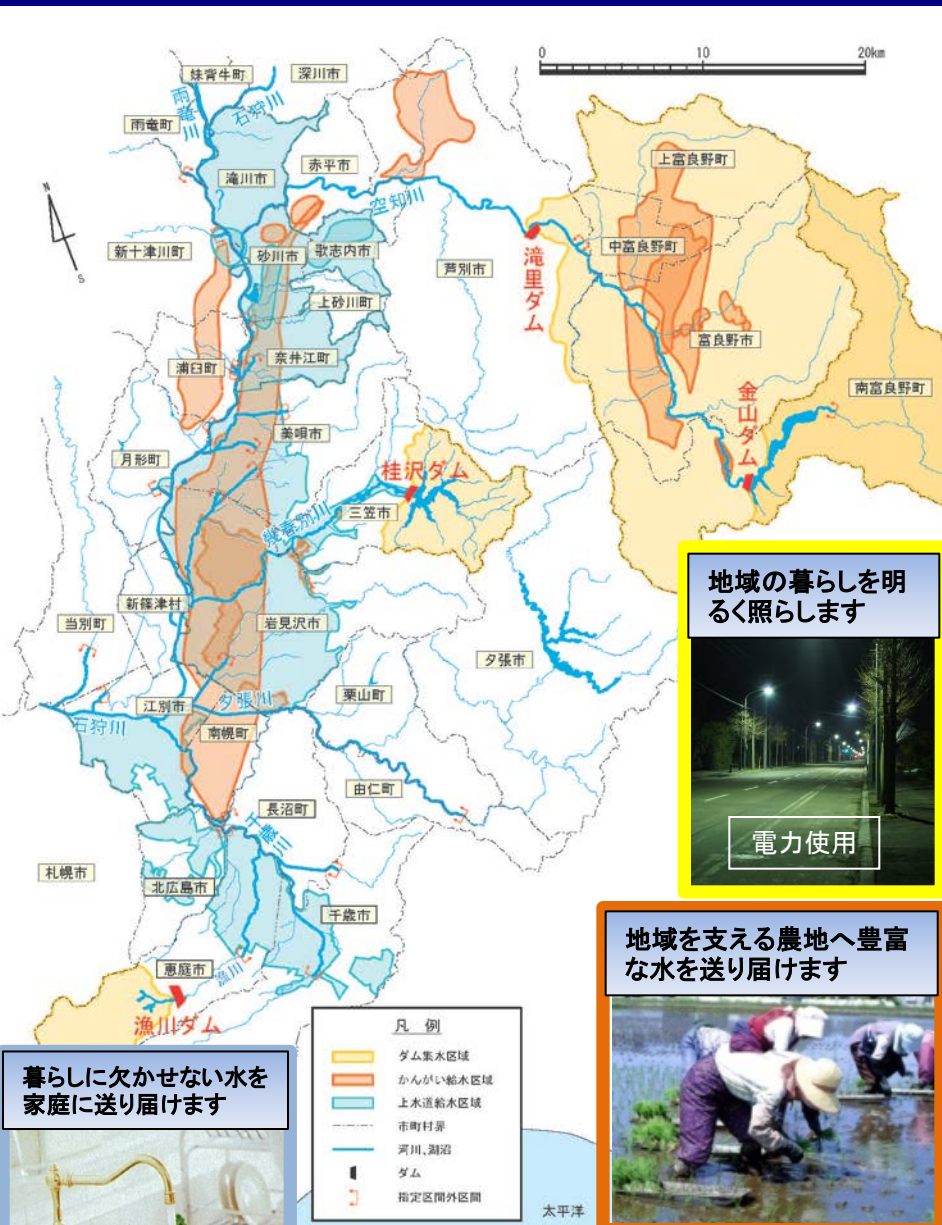 0 10 20km
妹背牛町
深川市
雨竜川
石狩川
雨竜町
滝川市
赤平市
空知川
上富良野町
N
S
新十津川町
砂川市
歌志内市
芦別市
滝里ダム
中富良野町
上砂川町
富良野市
浦臼町
奈井江町
金山ダム
南富良野町
美唄市
月形町
桂沢ダム
幾春別川
三笠市
新篠津村
当別町
岩見沢市
夕張市
江別市
夕張川
栗山町
石狩川
南幌町
由仁町
長沼町
千歳川
札幌市
北広島市
千歳市
恵庭市
漁川
漁川ダム
地域の暮らしを明
るく照らします
電力使用
地域を支える農地へ豊富
な水を送り届けます
暮らしに欠かせない水を
家庭に送り届けます
凡 例
ダム集水区域
かんがい給水区域
上水道給水区域
市町村界
河川、湖沼
ダム
指定区間外区間
太平洋